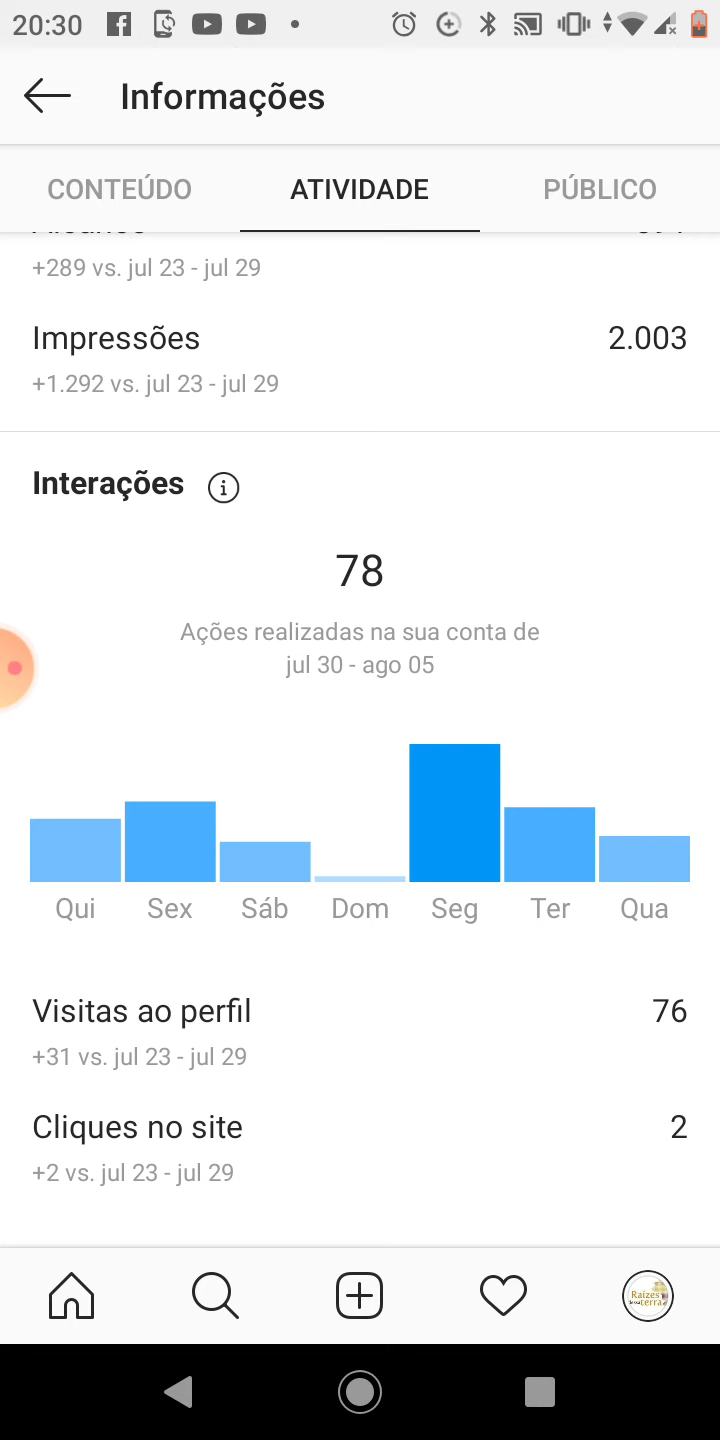 20:30
Informações
CONTEÚDO ATIVIDADE PÚBLICO
+289 vs. jul 23 - jul 29
Impressões 2.003
+1.292 vs. jul 23 - jul 29
Interações
78
Ações realizadas na sua conta de
jul 30 - ago 05
Qui Sex Sáb Dom Seg Ter Qua
Visitas ao perfil 76
+31 vs. jul 23 - jul 29
Cliques no site 2
+2 vs. jul 23 - jul 29
Raízes
terra